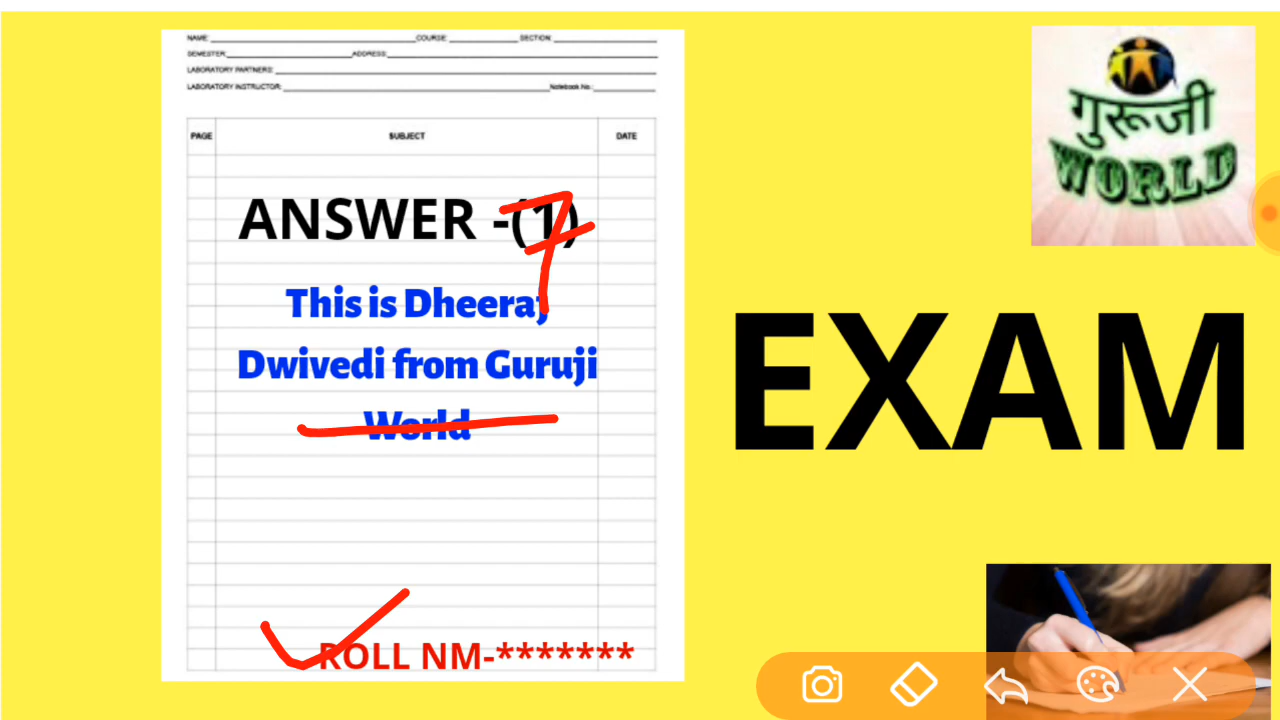 NAME: COURSE: SECTION:
SEMESTER: ADDRESS:
LABORATORY PARTNERS:
LABORATORY INSTRUCTOR: Notebook No.:
PAGE SUBJECT DATE
ANSWER -(1)
7
This is Dheeraj
Dwivedi from Guruji
World
ROLL NM-*******
गुरूजी
WORLD
EXAM